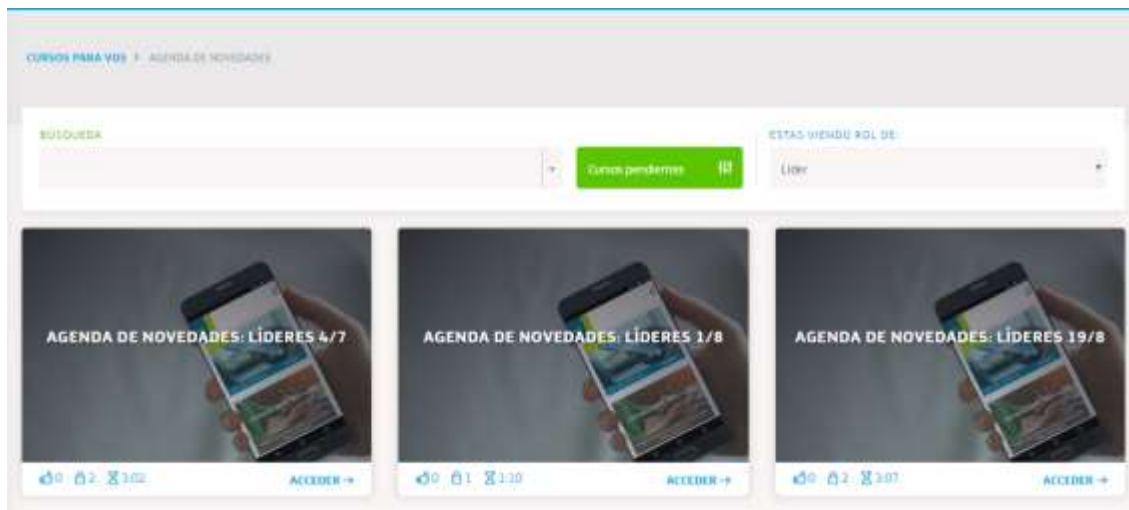 CURSOS PARA VOS > AGENDA DE NOVEDADES
BUSQUEDA
ESTAS VIENDO ROL DE:
Cursos pendientes
Líder
AGENDA DE NOVEDADES: LÍDERES 4/7
AGENDA DE NOVEDADES: LÍDERES 1/8
AGENDA DE NOVEDADES: LÍDERES 19/8
0 2 3:02 ACCEDER →
0 1 1:10 ACCEDER →
0 2 3:07 ACCEDER →